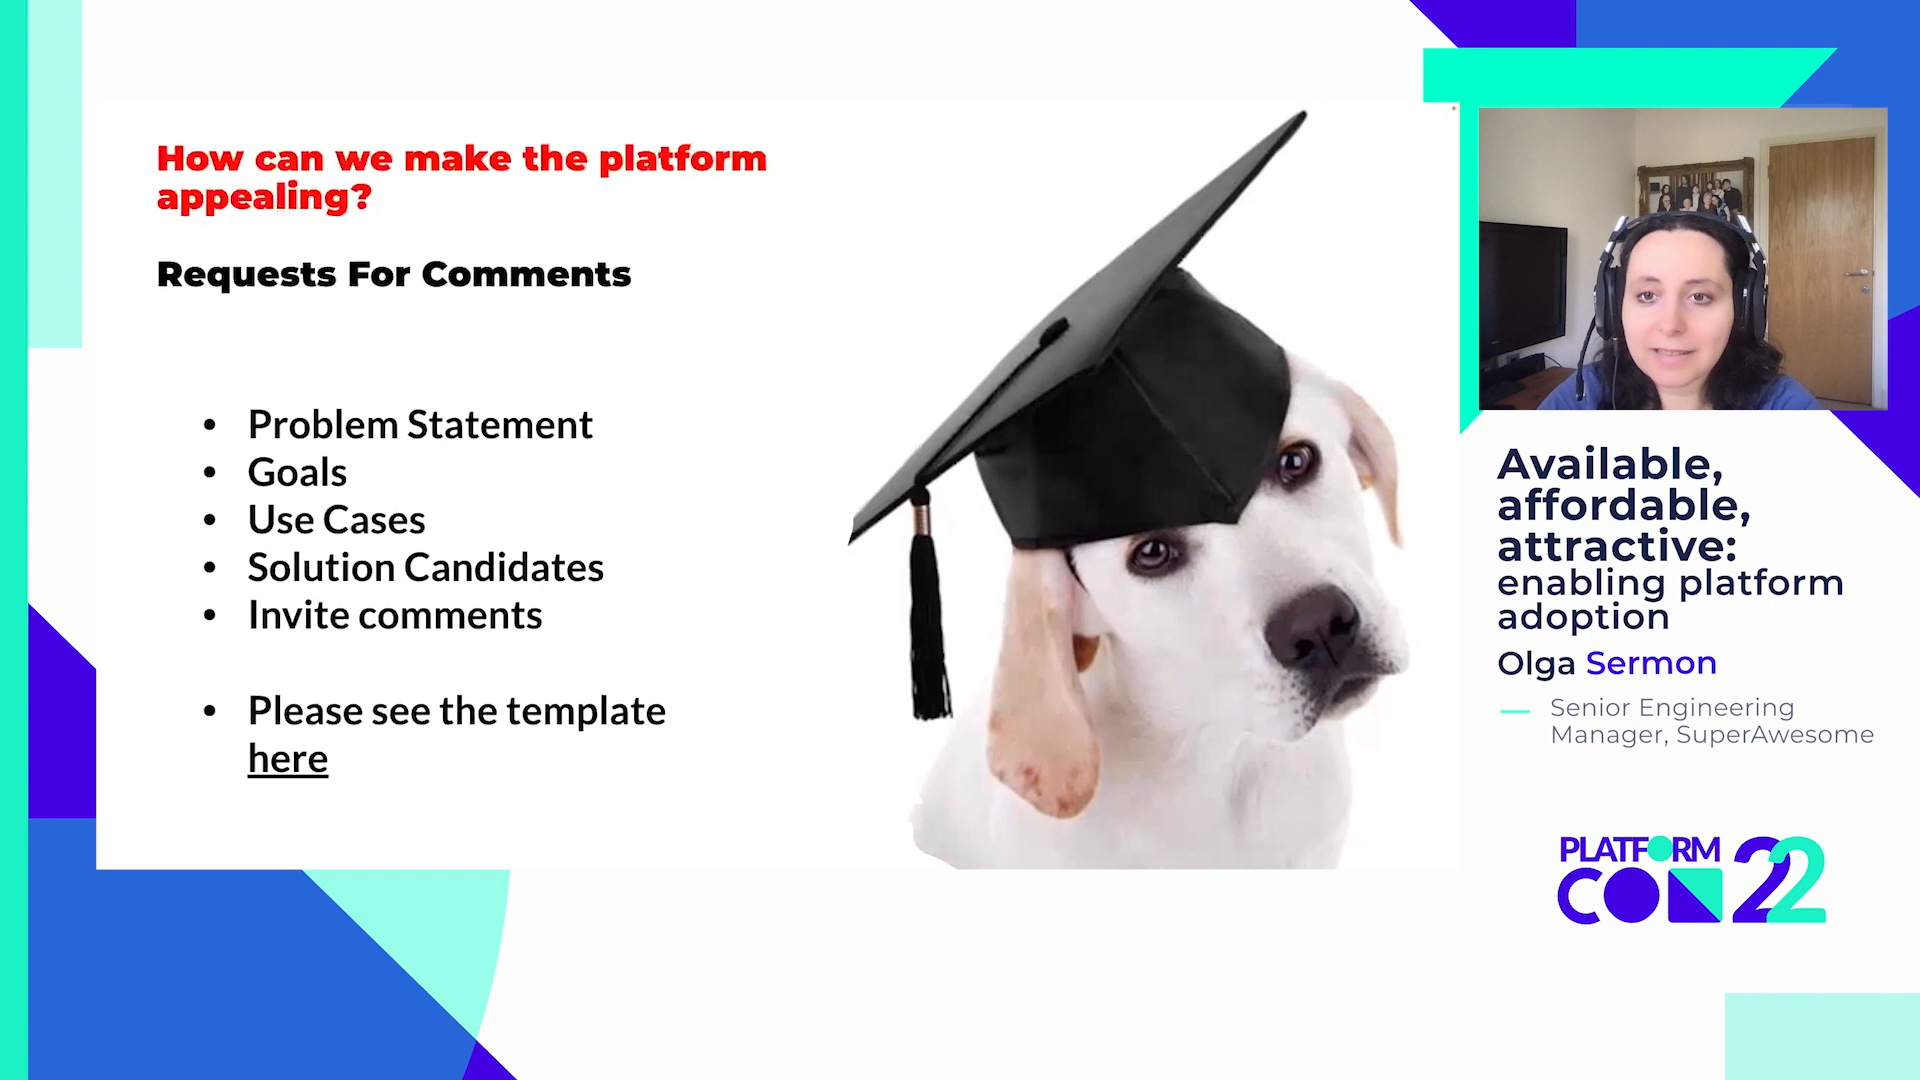 How can we make the platform
appealing?
Requests For Comments
• Problem Statement
• Goals
• Use Cases
• Solution Candidates
• Invite comments
• Please see the template
here
Available,
affordable,
attractive:
enabling platform
adoption
Olga Sermon
— Senior Engineering
Manager, SuperAwesome
PLATFORM
CON 22